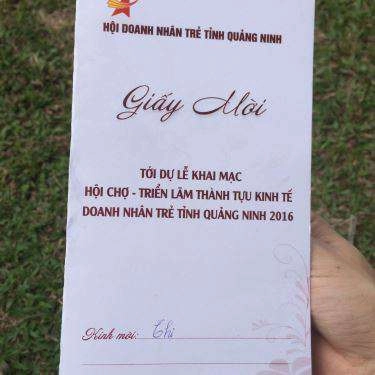 HỘI DOANH NHÂN TRẺ TỈNH QUẢNG NINH
Giấy Mời
TỚI DỰ LỄ KHAI MẠC
HỘI CHỢ - TRIỂN LÃM THÀNH TỰU KINH TẾ
DOANH NHÂN TRẺ TỈNH QUẢNG NINH 2016
Kính mời: